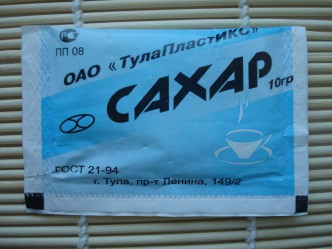 ПП 08
ОАО «ТулаПластикс»
САХАР
10гр
ГОСТ 21-94
г. Тула, пр-т Ленина, 149/2